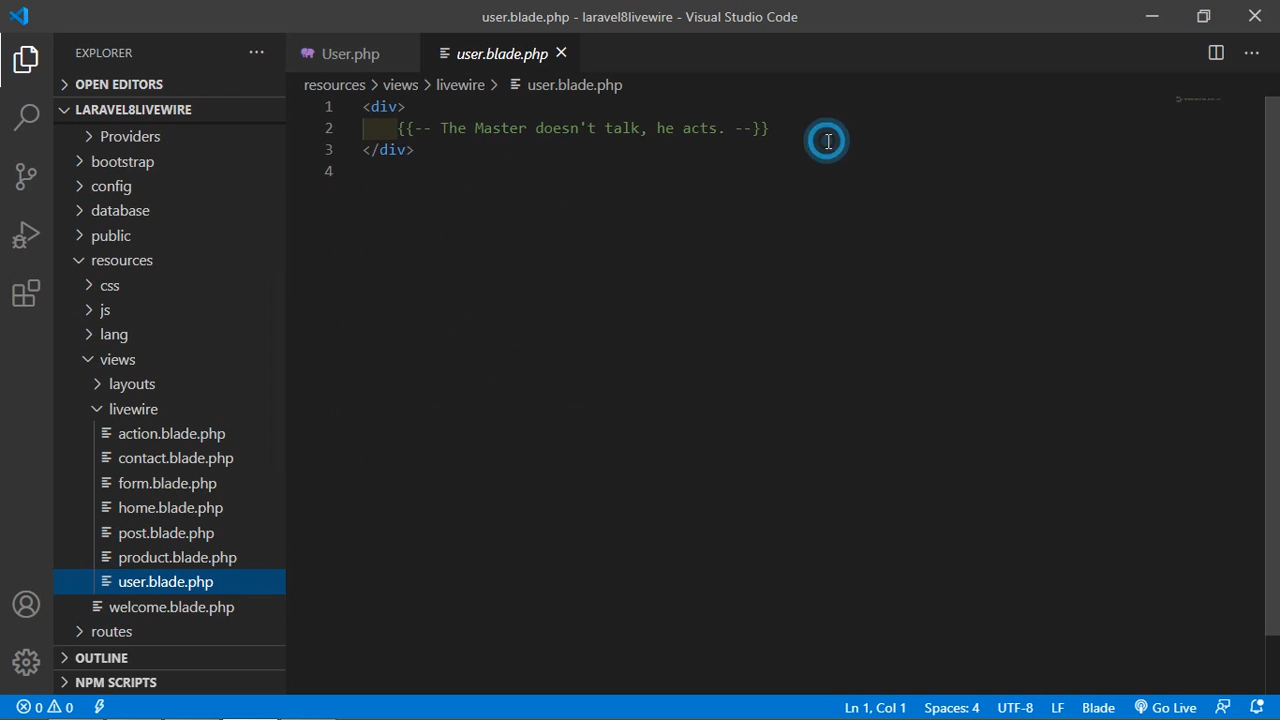 user.blade.php - laravel8livewire - Visual Studio Code
EXPLORER
User.php
user.blade.php
OPEN EDITORS
LARAVEL8LIVEWIRE
Providers
bootstrap
config
database
public
resources
css
js
lang
views
layouts
livewire
action.blade.php
contact.blade.php
form.blade.php
home.blade.php
post.blade.php
product.blade.php
user.blade.php
welcome.blade.php
routes
OUTLINE
NPM SCRIPTS
resources > views > livewire > user.blade.php
1 <div>
2 {{-- The Master doesn't talk, he acts. --}}
3 </div>
4
0 0 Ln 1, Col 1 Spaces: 4 UTF-8 LF Blade Go Live